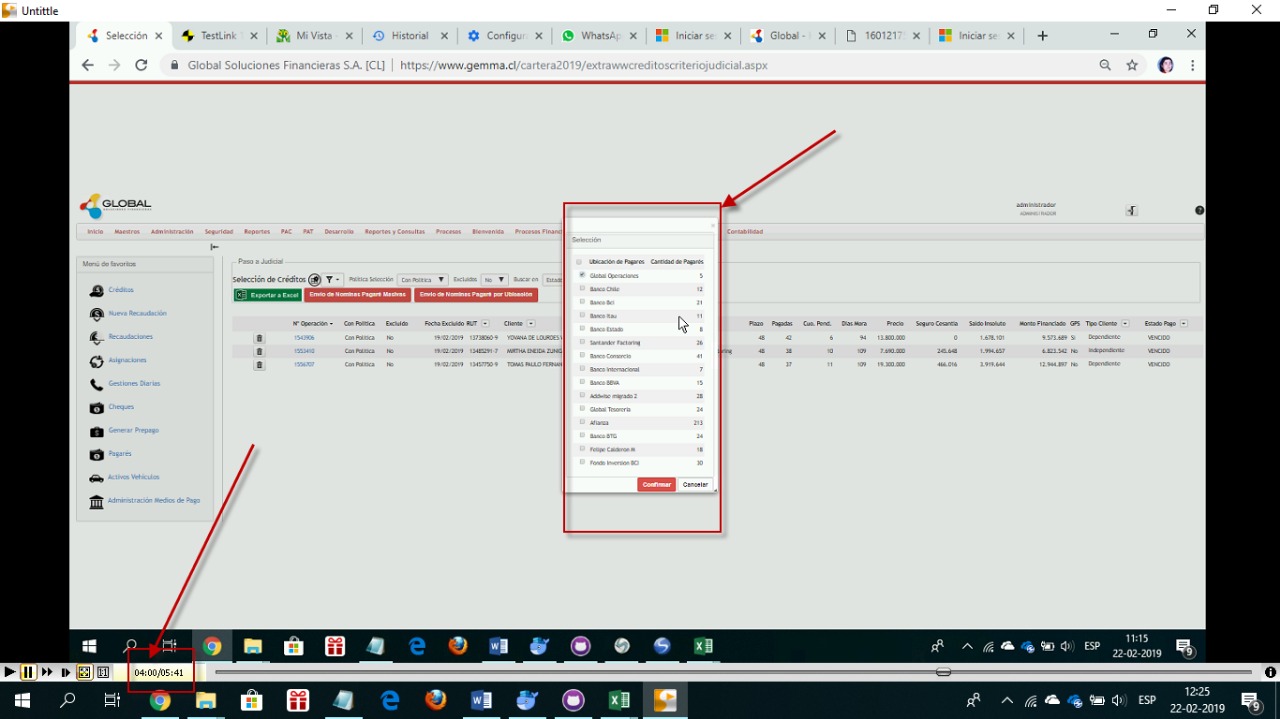 Untittle
Selección
TestLink
Mi Vista -
Historial
Configura
WhatsAp
Iniciar se
Global -
1601217
Iniciar se
Global Soluciones Financieras S.A. [CL] | https://www.gemma.cl/cartera2019/extrawwcreditoscriteriojudicial.aspx
GLOBAL
administrador
ADMINISTRADOR
Inicio Maestros Administración Seguridad Reportes PAC PAT Desarrollo Reportes y Consultas Procesos Bienvenida Procesos Financi Contabilidad
Menú de favoritos
Créditos
Nueva Recaudación
Recaudaciones
Asignaciones
Gestiones Diarias
Cheques
Generar Prepago
Pagarés
Activos Vehículos
Administración Medios de Pago
Paso a Judicial
Selección de Créditos Política Selección Con Política Excluidos No Buscar en Estado
Exportar a Excel Envío de Nominas Pagaré Masivas Envío de Nominas Pagaré por Ubicación
N° Operación Con Política Excluido Fecha Excluido RUT Cliente Plazo Pagadas Cuo. Pend. Días Mora Precio Seguro Cesantía Saldo Insoluto Monto Financiado GPS Tipo Cliente Estado Pago
1543906 Con Política No 19/02/2019 13738060-9 YOVANA DE LOURDES 48 42 6 94 13.800.000 0 1.678.101 9.573.689 Si Dependiente VENCIDO
1553410 Con Política No 19/02/2019 13485291-7 MIRTHA ENEIDA ZUNIG 48 38 10 109 7.690.000 245.648 1.994.657 6.823.542 No Independiente VENCIDO
1556707 Con Política No 19/02/2019 13457750-9 TOMAS PAULO FERNAN 48 37 11 109 19.300.000 466.016 3.919.644 12.944.897 No Dependiente VENCIDO
Selección
Ubicación de Pagares Cantidad de Pagarés
Global Operaciones 5
Banco Chile 12
Banco Bci 21
Banco Itau 11
Banco Estado 8
Santander Factoring 26
Banco Consorcio 41
Banco Internacional 7
Banco BBVA 15
Addwise migrado 2 28
Global Tesorería 24
Afianza 213
Banco BTG 24
Felipe Calderon M 18
Fondo Inversión BCI 30
Confirmar Cancelar
ESP
11:15
22-02-2019
9
04:00/05:41
ESP
12:25
22-02-2019
9